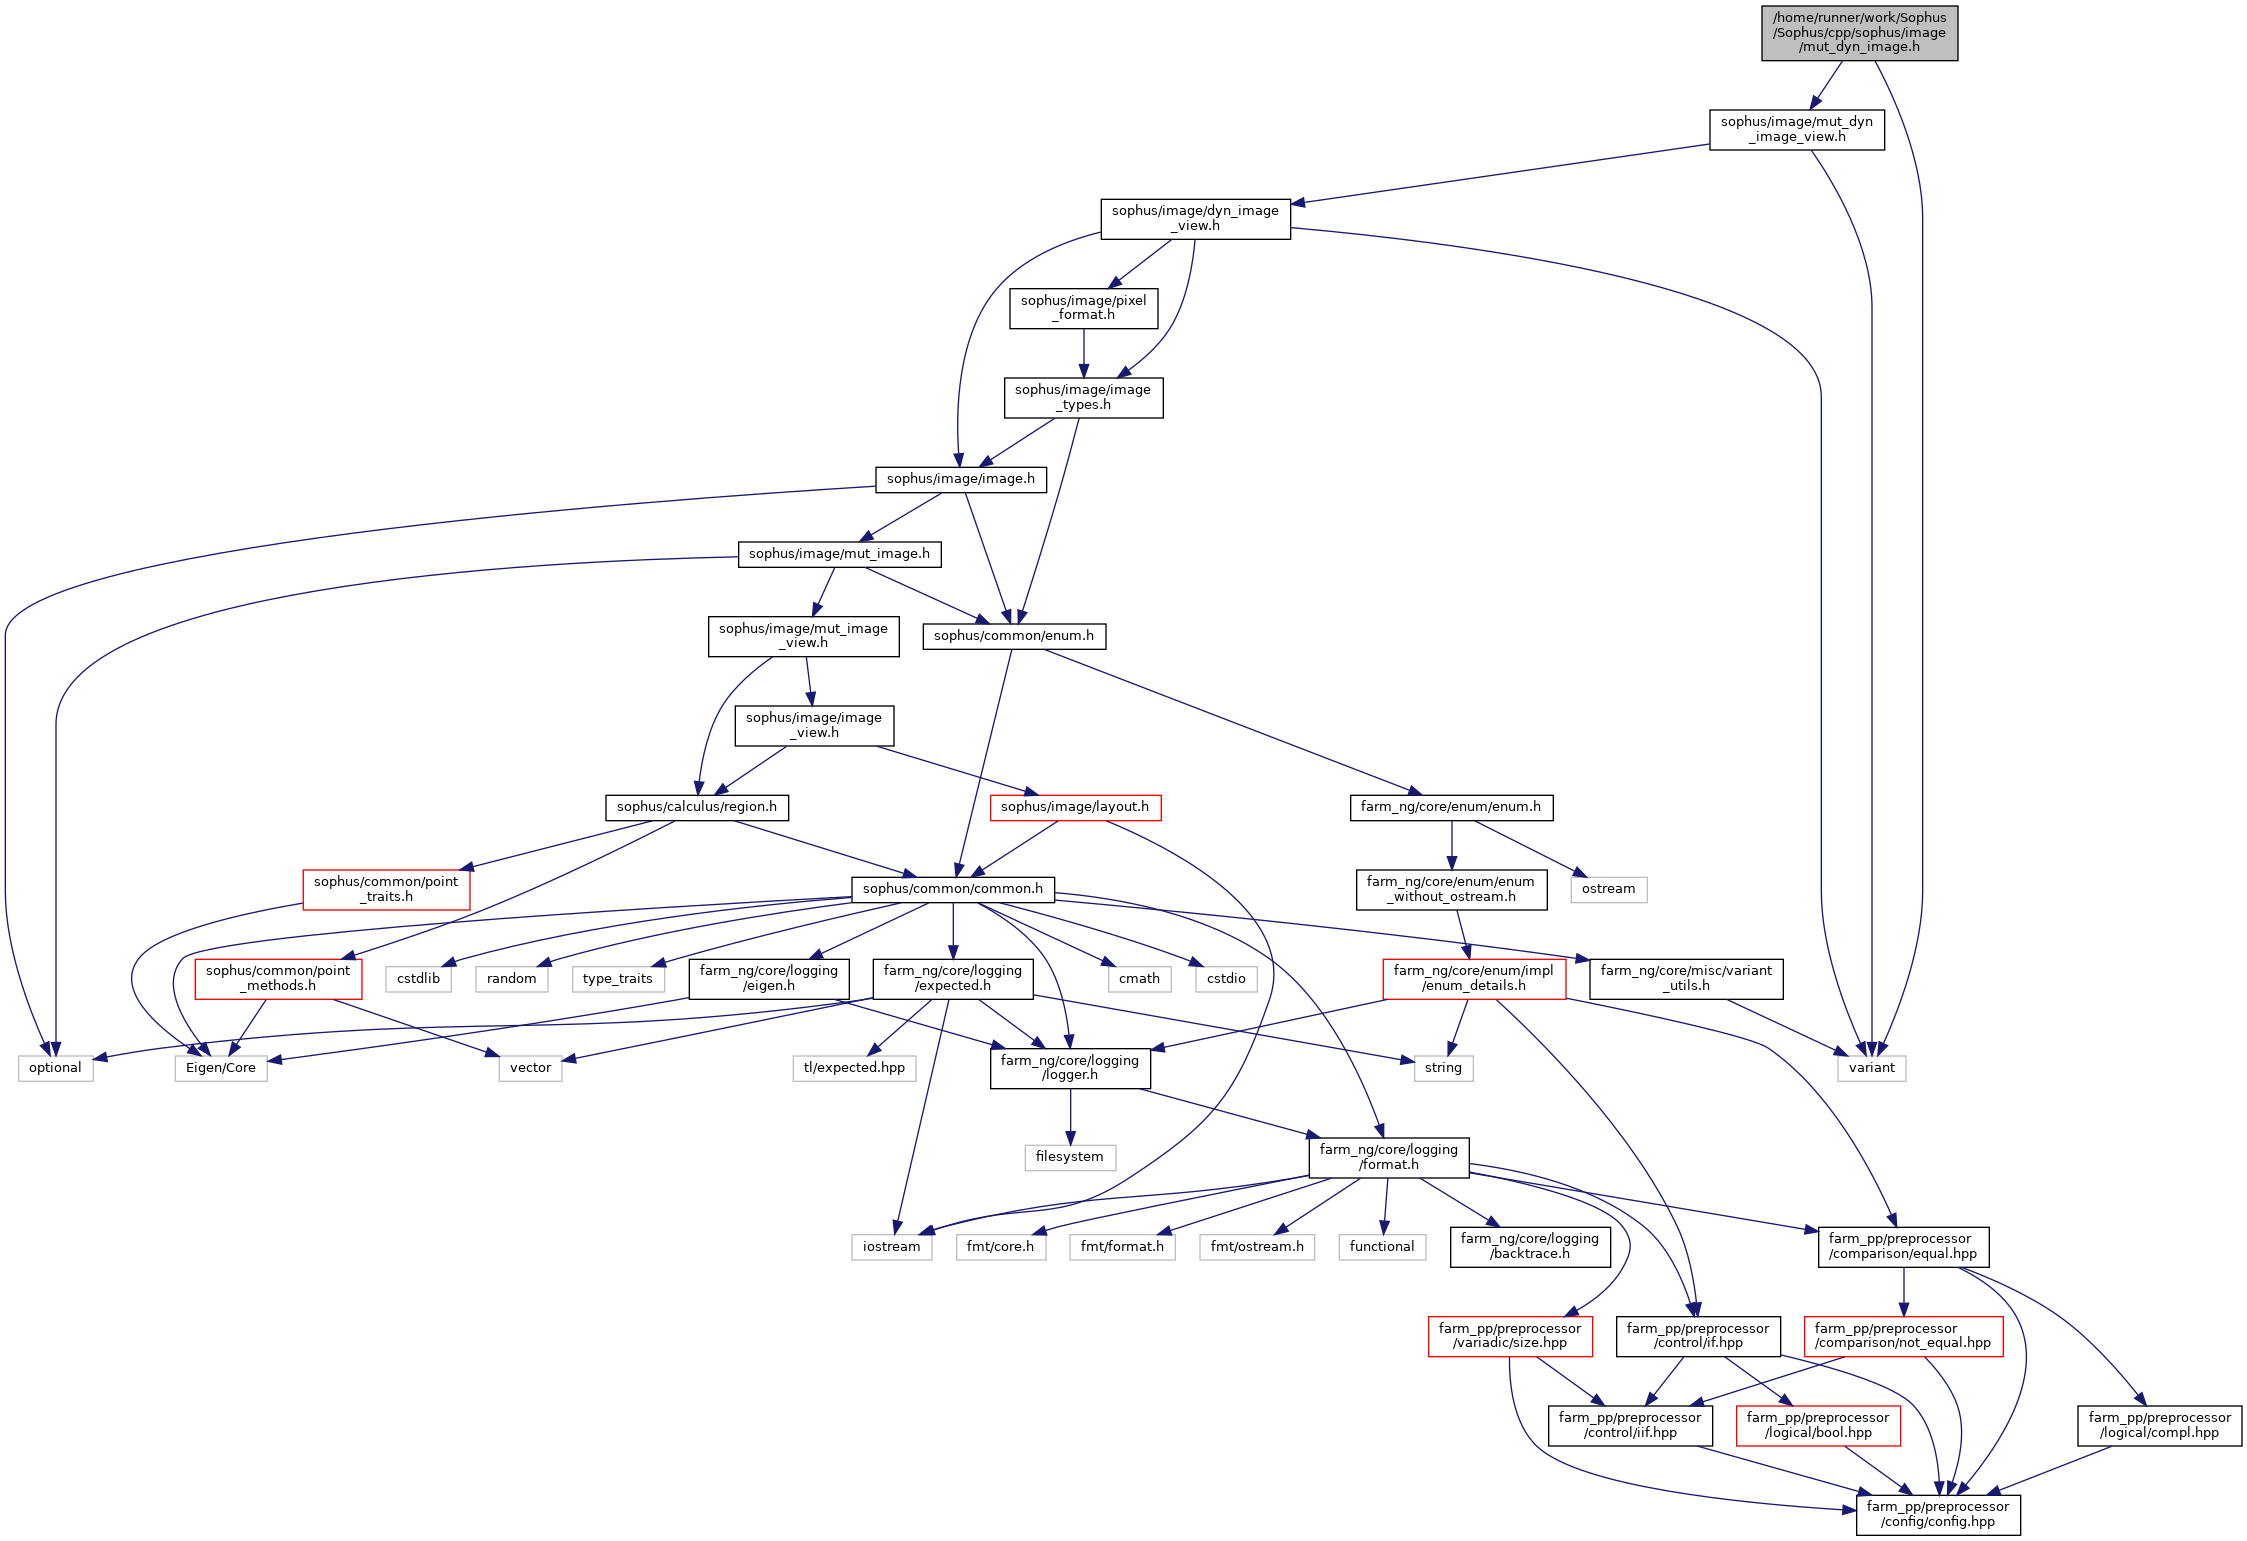 /home/runner/work/Sophus
/Sophus/cpp/sophus/image
/mut_dyn_image.h
sophus/image/mut_dyn
_image_view.h
sophus/image/dyn_image
_view.h
sophus/image/pixel
_format.h
sophus/image/image
_types.h
sophus/image/image.h
sophus/image/mut_image.h
sophus/image/mut_image
_view.h
sophus/common/enum.h
sophus/image/image
_view.h
sophus/calculus/region.h
sophus/image/layout.h
farm_ng/core/enum/enum.h
sophus/common/point
_traits.h
sophus/common/common.h
farm_ng/core/enum/enum
_without_ostream.h
ostream
sophus/common/point
_methods.h
cstdlib
random
type_traits
farm_ng/core/logging
/eigen.h
farm_ng/core/logging
/expected.h
cmath
cstdio
farm_ng/core/enum/impl
/enum_details.h
farm_ng/core/misc/variant
_utils.h
optional
Eigen/Core
vector
tl/expected.hpp
farm_ng/core/logging
/logger.h
string
variant
filesystem
farm_ng/core/logging
/format.h
iostream
fmt/core.h
fmt/format.h
fmt/ostream.h
functional
farm_ng/core/logging
/backtrace.h
farm_pp/preprocessor
/comparison/equal.hpp
farm_pp/preprocessor
/variadic/size.hpp
farm_pp/preprocessor
/control/if.hpp
farm_pp/preprocessor
/comparison/not_equal.hpp
farm_pp/preprocessor
/control/iif.hpp
farm_pp/preprocessor
/logical/bool.hpp
farm_pp/preprocessor
/logical/compl.hpp
farm_pp/preprocessor
/config/config.hpp